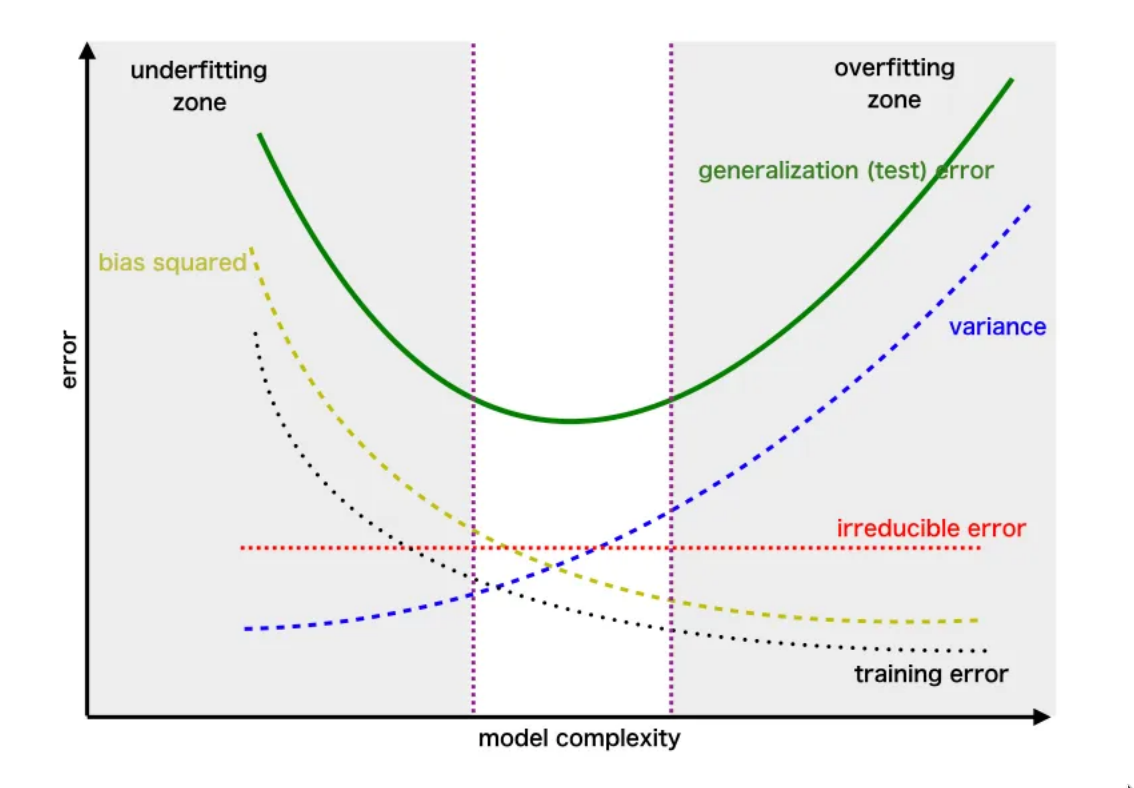 underfitting
zone
overfitting
zone
generalization (test) error
bias squared
variance
error
irreducible error
training error
model complexity